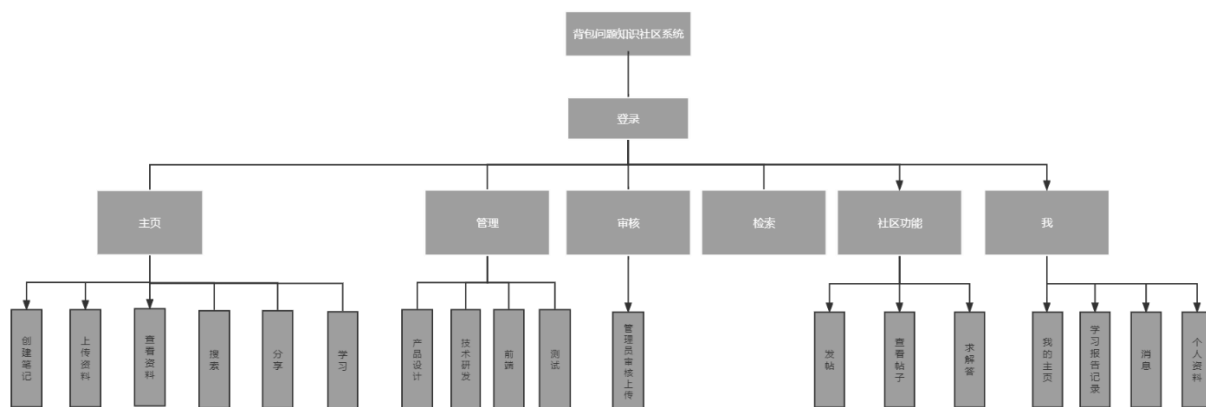 背包问题知识社区系统
登录
主页
管理
审核
检索
社区功能
我
创建笔记
上传资料
查看资料
搜索
分享
学习
产品设计
技术研发
前端
测试
管理员审核上传
发帖
查看帖子
求解答
我的主页
学习报告记录
消息
个人资料